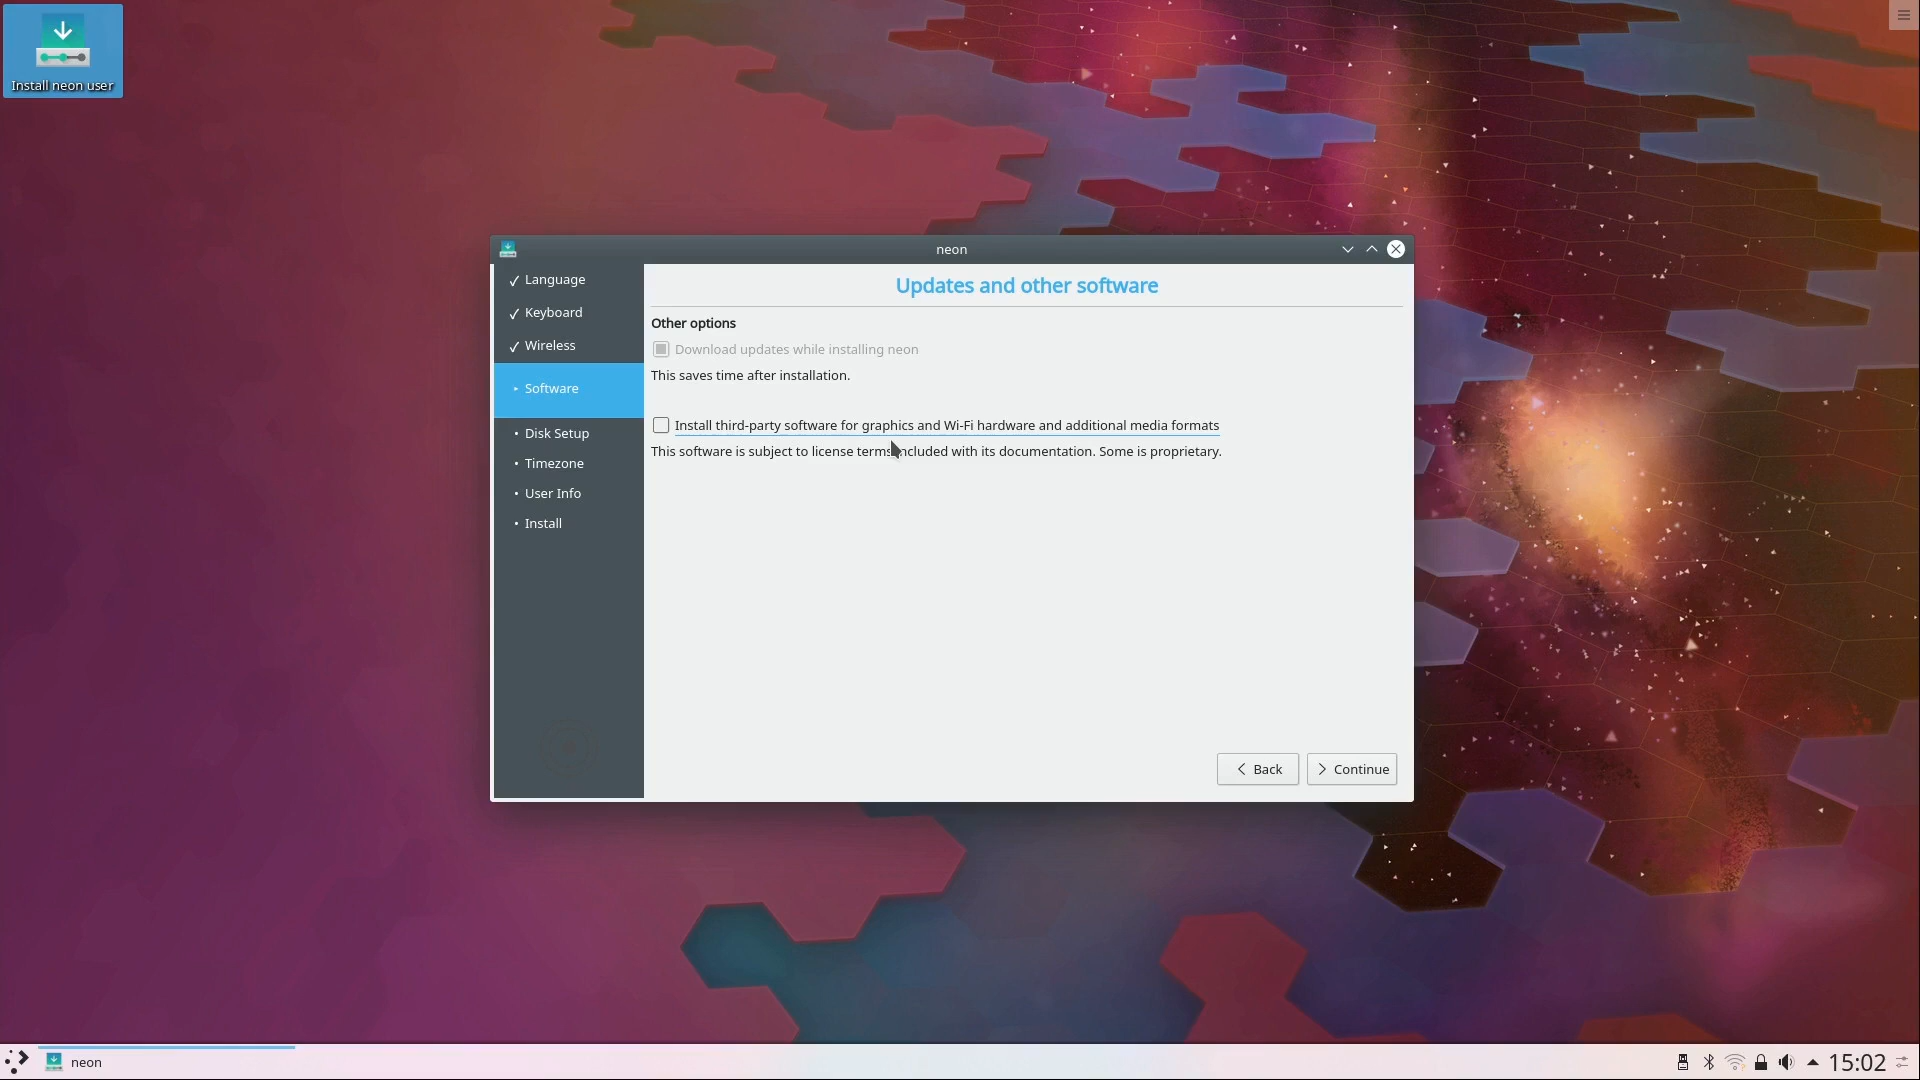 Install neon user
neon
Language
Keyboard
Wireless
Software
Disk Setup
Timezone
User Info
Install
Updates and other software
Other options
Download updates while installing neon
This saves time after installation.
Install third-party software for graphics and Wi-Fi hardware and additional media formats
This software is subject to license terms included with its documentation. Some is proprietary.
Back
Continue
neon
15:02